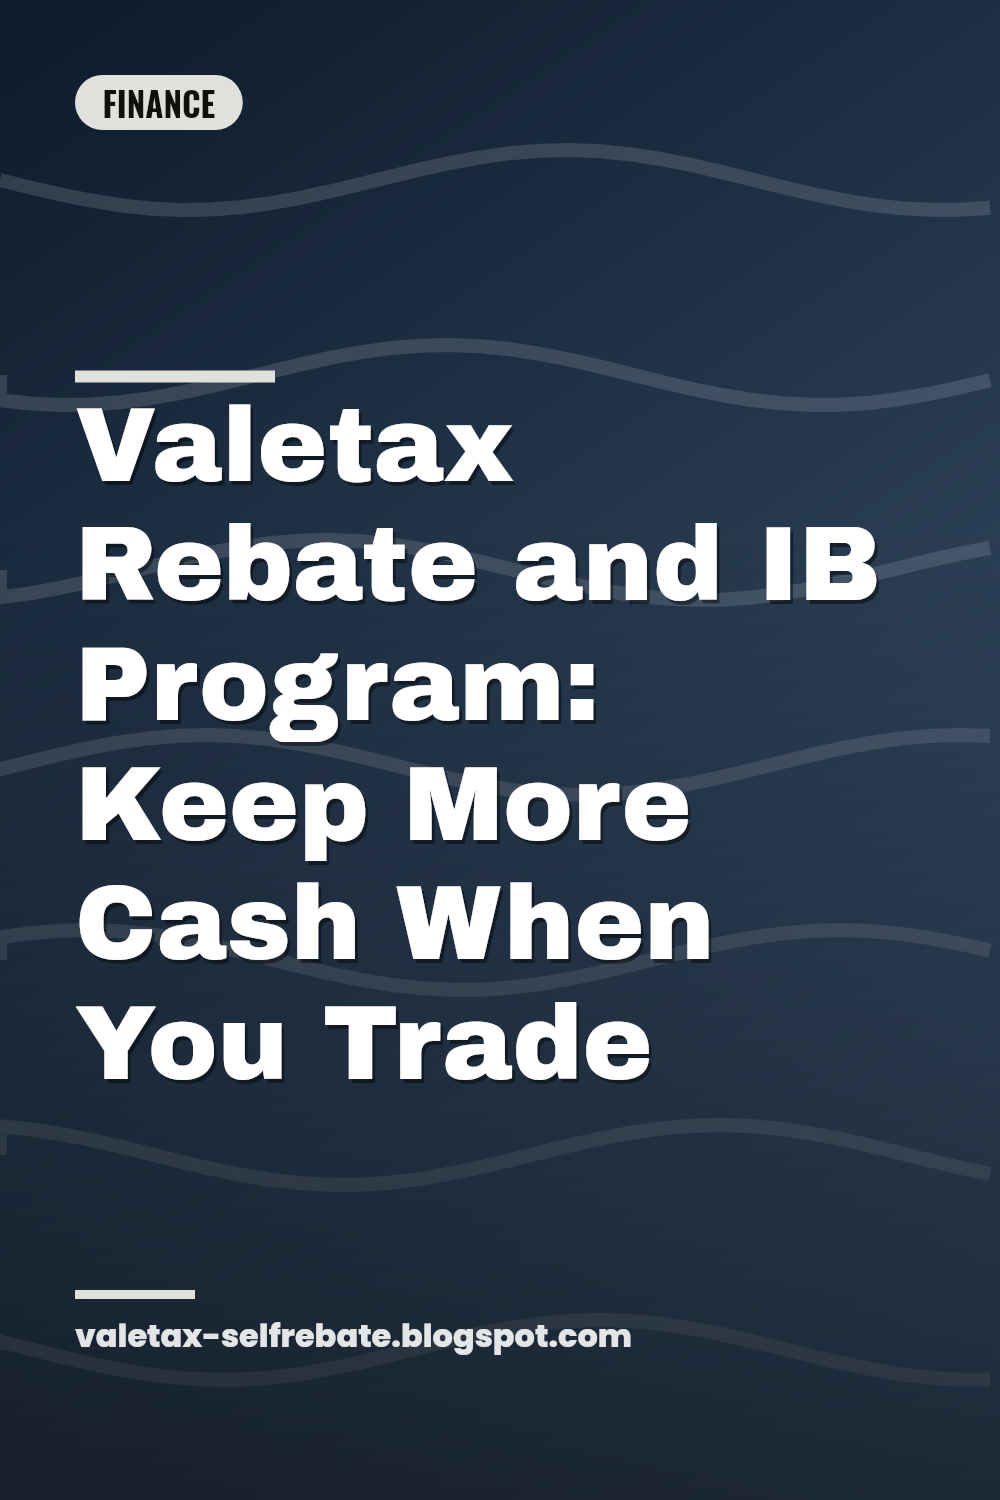 FINANCE
Valetax
Rebate and IB
Program:
Keep More
Cash When
You Trade
valetax-selfrebate.blogspot.com